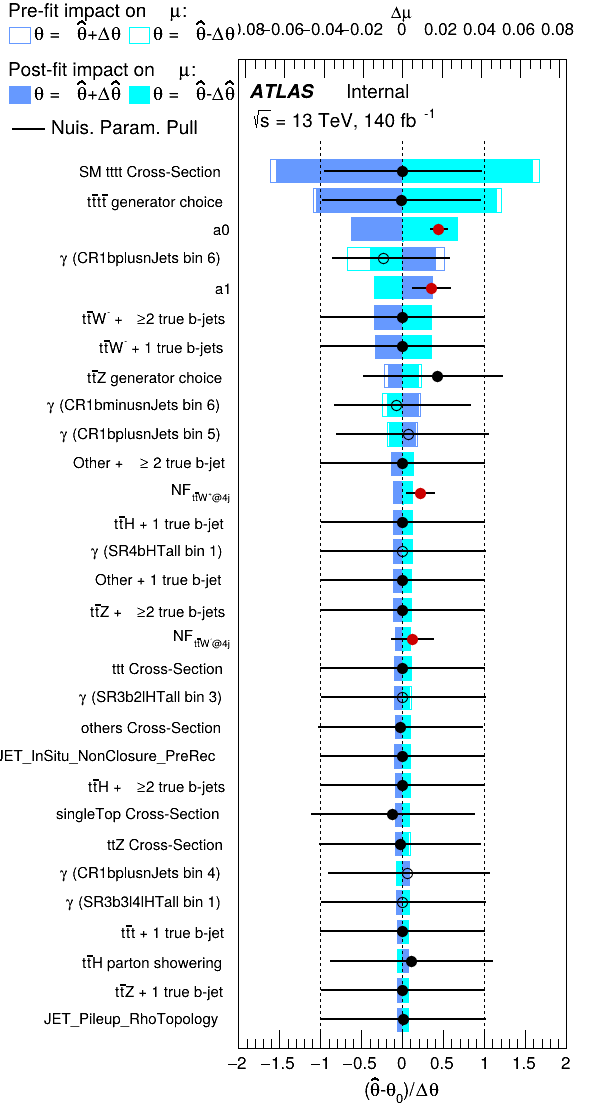 Pre-fit impact on μ:
θ = θ̂+Δθ θ = θ̂-Δθ
Post-fit impact on μ:
θ = θ̂+Δθ̂ θ = θ̂-Δθ̂
Nuis. Param. Pull
Δμ
0.08 −0.06 −0.04 −0.02 0 0.02 0.04 0.06 0.08
ATLAS Internal
√s = 13 TeV, 140 fb⁻¹
SM tttt Cross-Section
tt̄tt̄ generator choice
a0
γ (CR1bplusnJets bin 6)
a1
tt̄W⁻ + ≥2 true b-jets
tt̄W⁻ + 1 true b-jets
tt̄Z generator choice
γ (CR1bminusnJets bin 6)
γ (CR1bplusnJets bin 5)
Other + ≥ 2 true b-jet
NF tt̄W⁺@4j
tt̄H + 1 true b-jet
γ (SR4bHTall bin 1)
Other + 1 true b-jet
tt̄Z + ≥2 true b-jets
NF tt̄W⁻@4j
ttt Cross-Section
γ (SR3b2lHTall bin 3)
others Cross-Section
JET_InSitu_NonClosure_PreRec
tt̄H + ≥2 true b-jets
singleTop Cross-Section
ttZ Cross-Section
γ (CR1bplusnJets bin 4)
γ (SR3b3l4lHTall bin 1)
tt̄t + 1 true b-jet
tt̄H parton showering
tt̄Z + 1 true b-jet
JET_Pileup_RhoTopology
−2 −1.5 −1 −0.5 0 0.5 1 1.5 2
(θ̂-θ₀)/Δθ